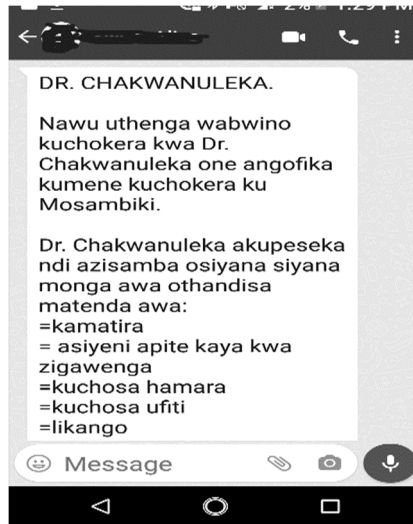 DR. CHAKWANULEKA.
Nawu uthenga wabwino
kuchokera kwa Dr.
Chakwanuleka one angofika
kumene kuchokera ku
Mosambiki.
Dr. Chakwanuleka akupeseka
ndi azisamba osiyana siyana
monga awa othandisa
matenda awa:
=kamatira
= asiyeni apite kaya kwa
zigawenga
=kuchosa hamara
=kuchosa ufiti
=likango
Message